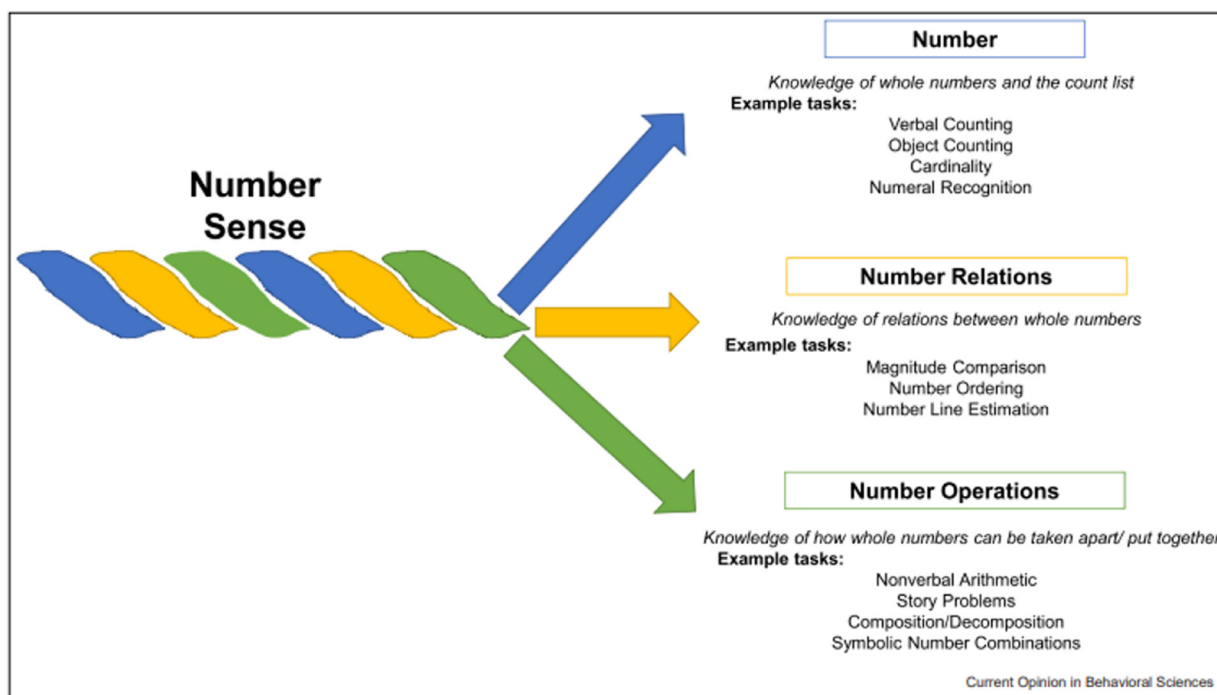 Number
Sense
Number
Knowledge of whole numbers and the count list
Example tasks:
Verbal Counting
Object Counting
Cardinality
Numeral Recognition
Number Relations
Knowledge of relations between whole numbers
Example tasks:
Magnitude Comparison
Number Ordering
Number Line Estimation
Number Operations
Knowledge of how whole numbers can be taken apart/ put together
Example tasks:
Nonverbal Arithmetic
Story Problems
Composition/Decomposition
Symbolic Number Combinations
Current Opinion in Behavioral Sciences